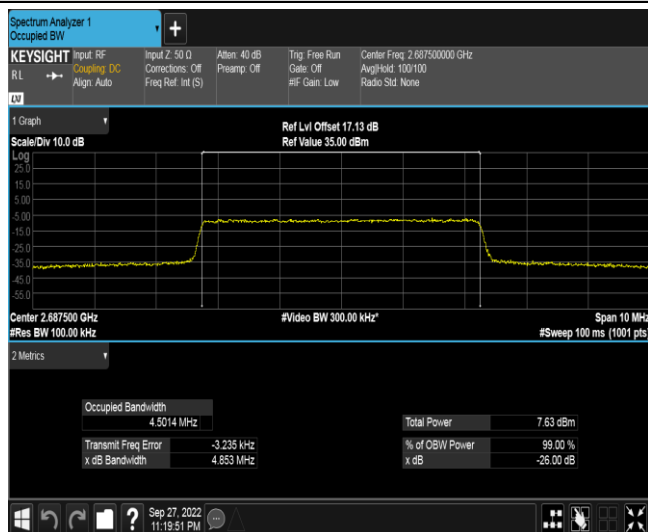 Spectrum Analyzer 1
Occupied BW
+
KEYSIGHT
RL
LXI
Input: RF
Coupling: DC
Align: Auto
Input Z: 50 Ω
Corrections: Off
Freq Ref: Int (S)
Atten: 40 dB
Preamp: Off
Trig: Free Run
Gate: Off
#IF Gain: Low
Center Freq: 2.687500000 GHz
Avg|Hold: 100/100
Radio Std: None
1 Graph
Scale/Div 10.0 dB
Ref Lvl Offset 17.13 dB
Ref Value 35.00 dBm
Log
25.0
15.0
5.00
-5.00
-15.0
-25.0
-35.0
-45.0
-55.0
Center 2.687500 GHz
#Video BW 300.00 kHz*
Span 10 MHz
#Res BW 100.00 kHz
#Sweep 100 ms (1001 pts)
2 Metrics
Occupied Bandwidth
4.5014 MHz
Total Power 7.63 dBm
Transmit Freq Error -3.235 kHz
% of OBW Power 99.00 %
x dB Bandwidth 4.853 MHz
x dB -26.00 dB
?
Sep 27, 2022
11:19:51 PM